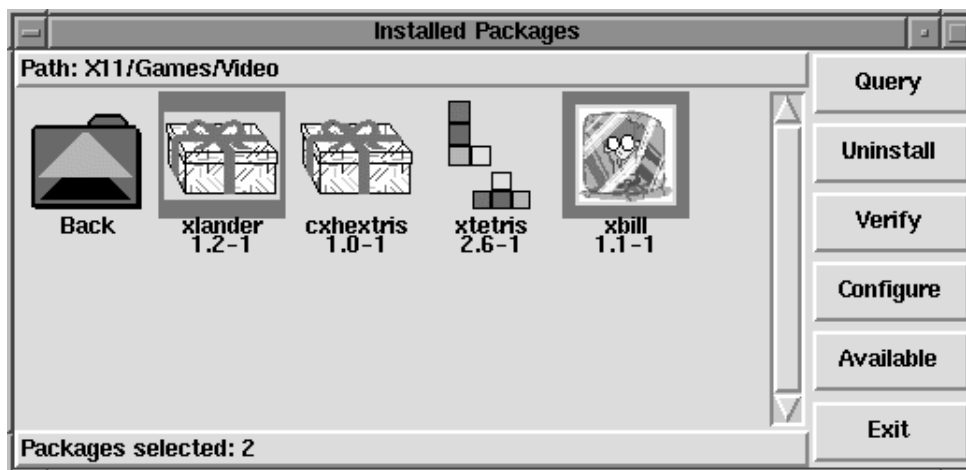 Installed Packages
Path: X11/Games/Video
Back
xlander
1.2-1
cxhextris
1.0-1
xtetris
2.6-1
xbill
1.1-1
Packages selected: 2
Query
Uninstall
Verify
Configure
Available
Exit